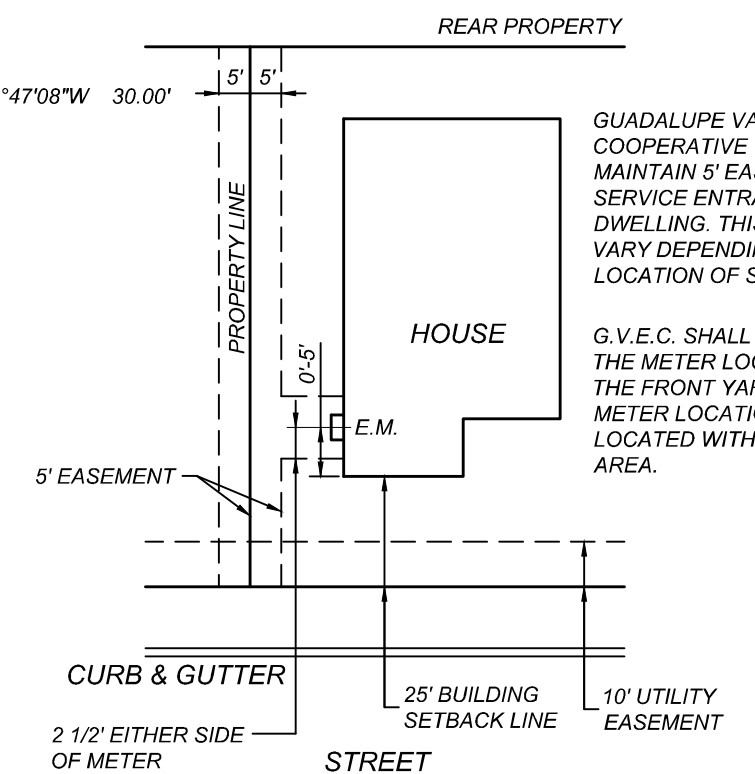 REAR PROPERTY
5' 5'
°47'08"W 30.00'
GUADALUPE VA
COOPERATIVE
MAINTAIN 5' EAS
SERVICE ENTRA
DWELLING. THIS
VARY DEPENDI
LOCATION OF S
PROPERTY LINE
HOUSE
G.V.E.C. SHALL
THE METER LOC
THE FRONT YAR
METER LOCATIO
LOCATED WITH
AREA.
0'-5'
E.M.
5' EASEMENT
CURB & GUTTER
25' BUILDING
SETBACK LINE
10' UTILITY
EASEMENT
2 1/2' EITHER SIDE
OF METER
STREET